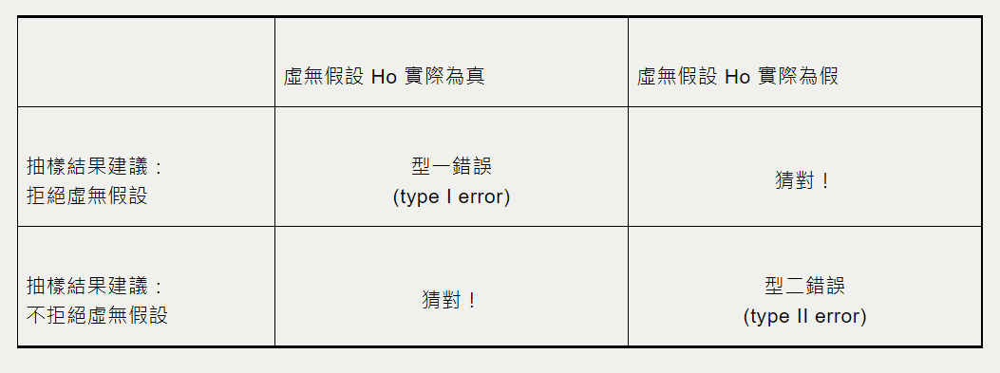 虛無假設 Ho 實際為真
虛無假設 Ho 實際為假
抽樣結果建議：
拒絕虛無假設
型一錯誤
(type I error)
猜對！
抽樣結果建議：
不拒絕虛無假設
猜對！
型二錯誤
(type II error)